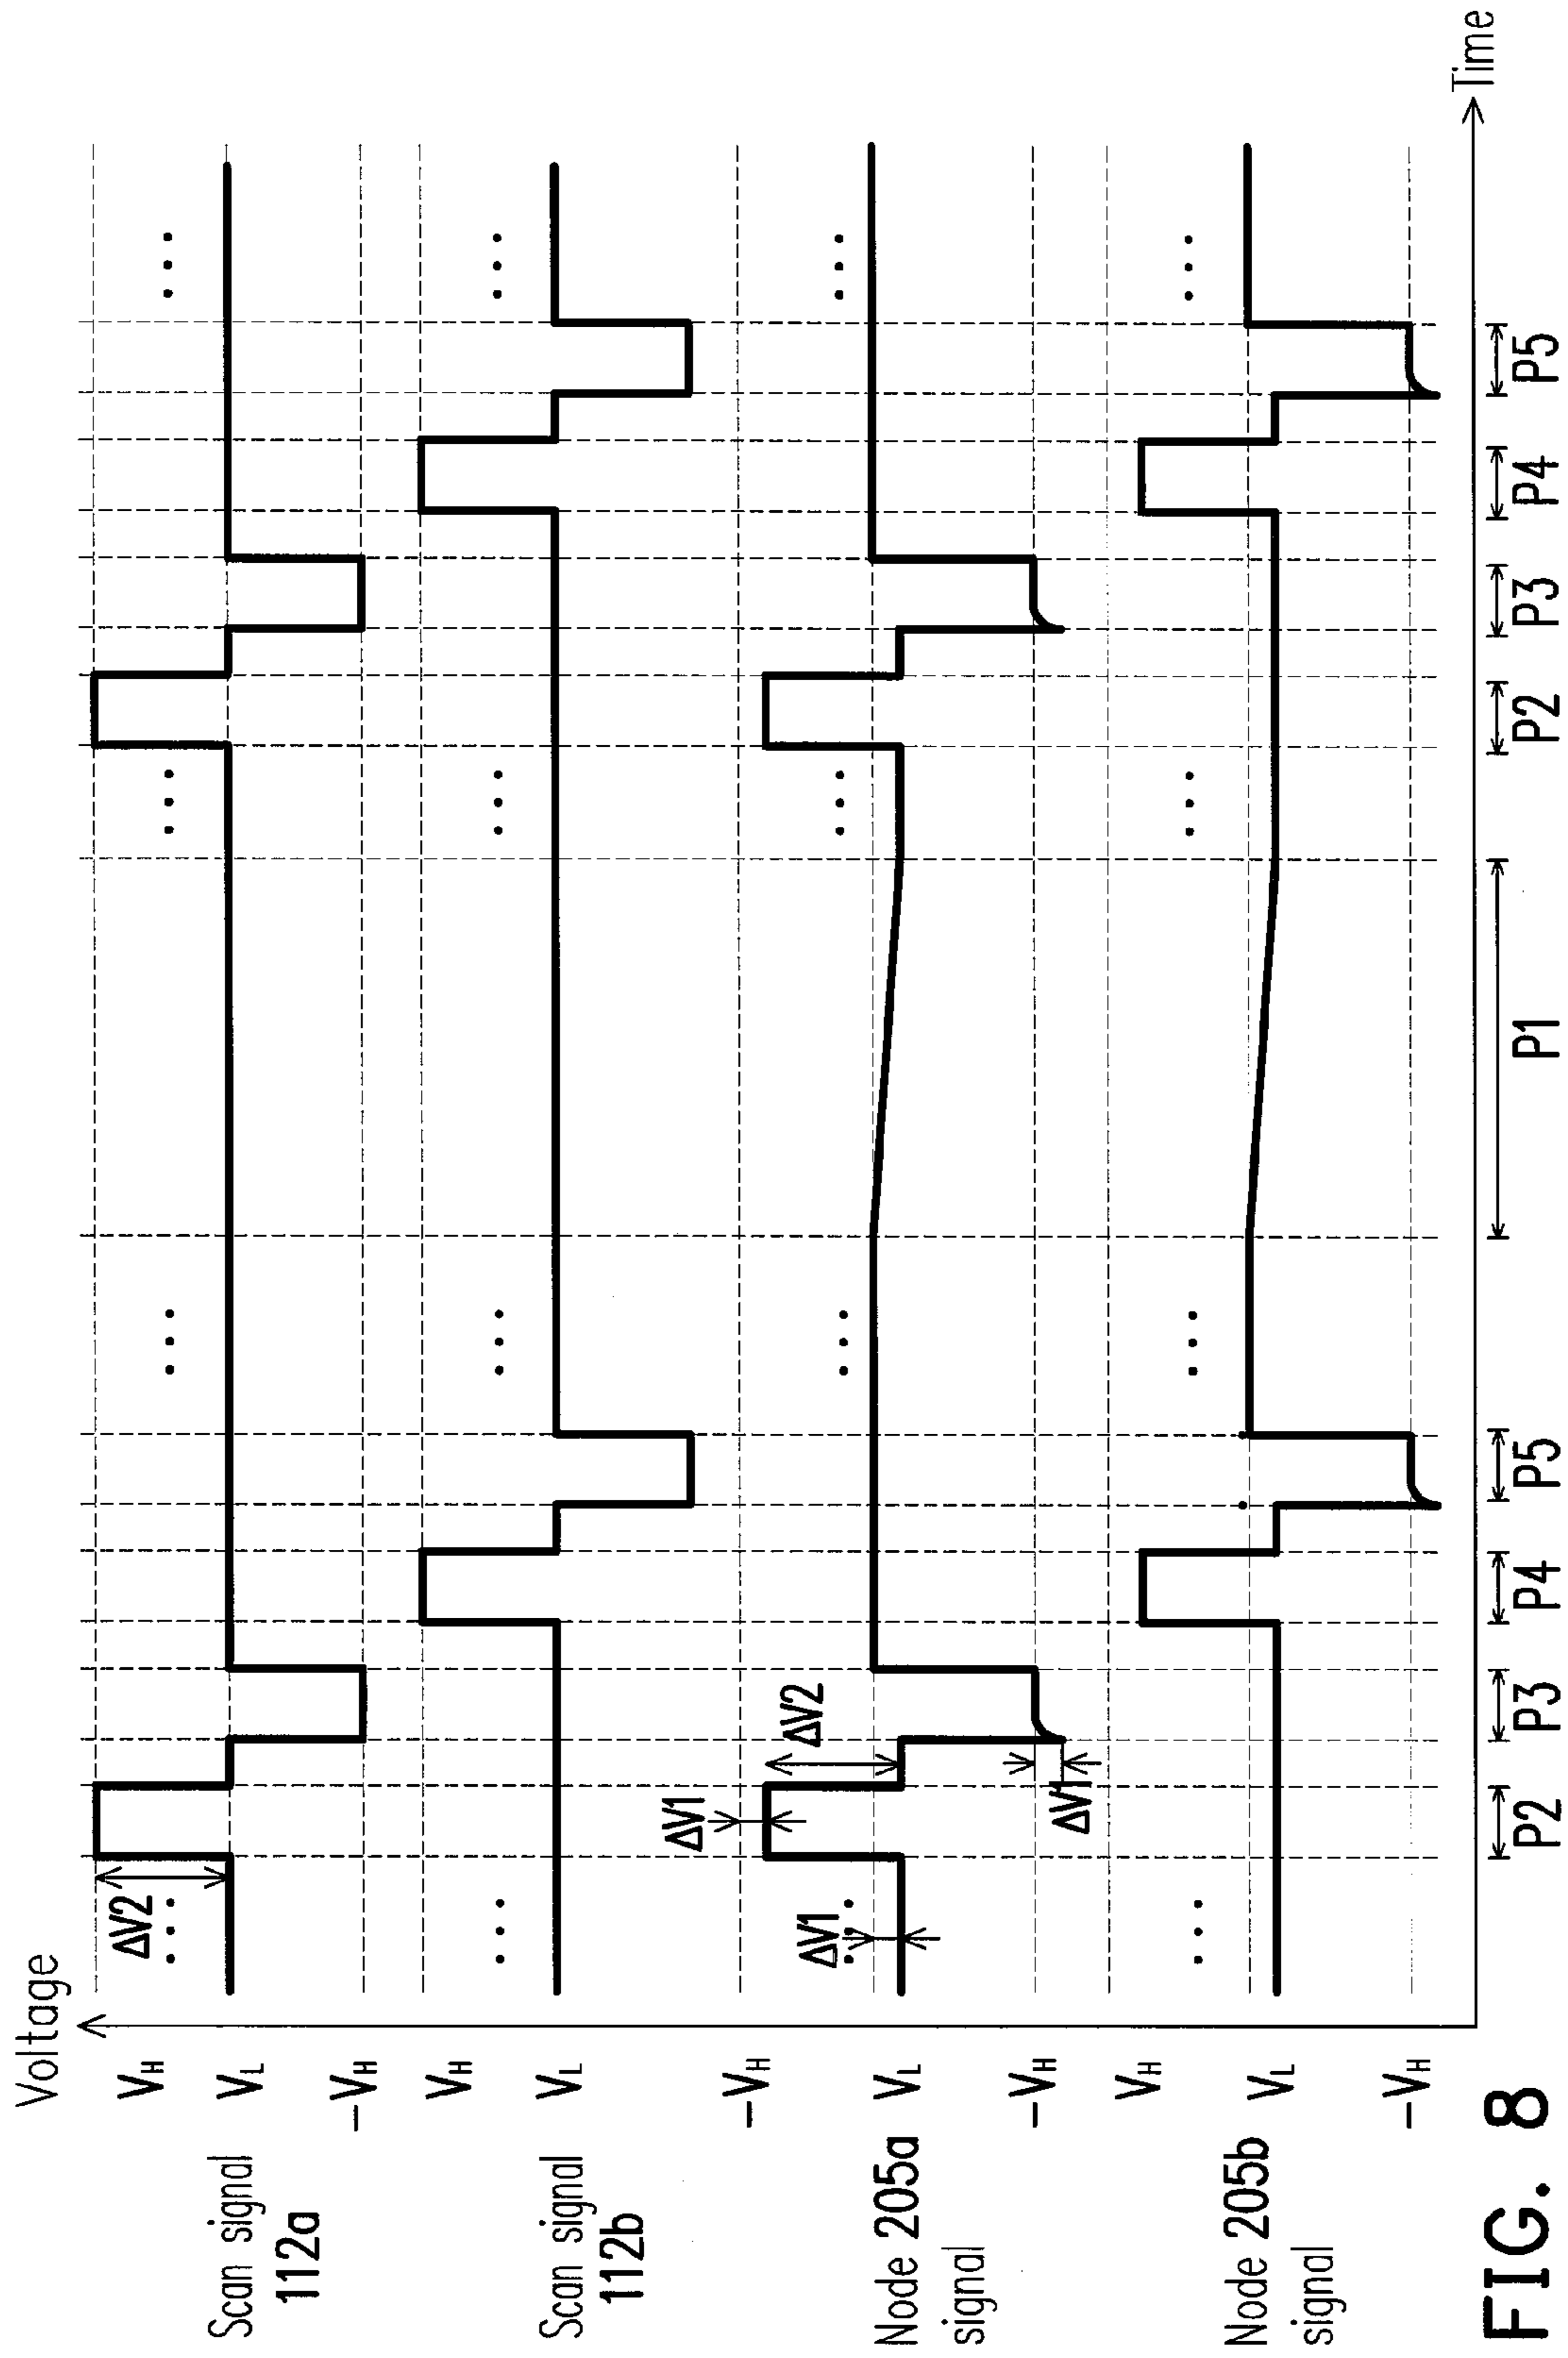 Voltage
VH
VL
-VH
VH
VL
-VH
VL
-VH
VH
VL
-VH
Scan signal
112a
Scan signal
112b
Node 205a
signal
Node 205b
signal
ΔV2
ΔV1
ΔV1
ΔV2
ΔV1
P2
P3
P4
P5
P1
P2
P3
P4
P5
Time
FIG. 8